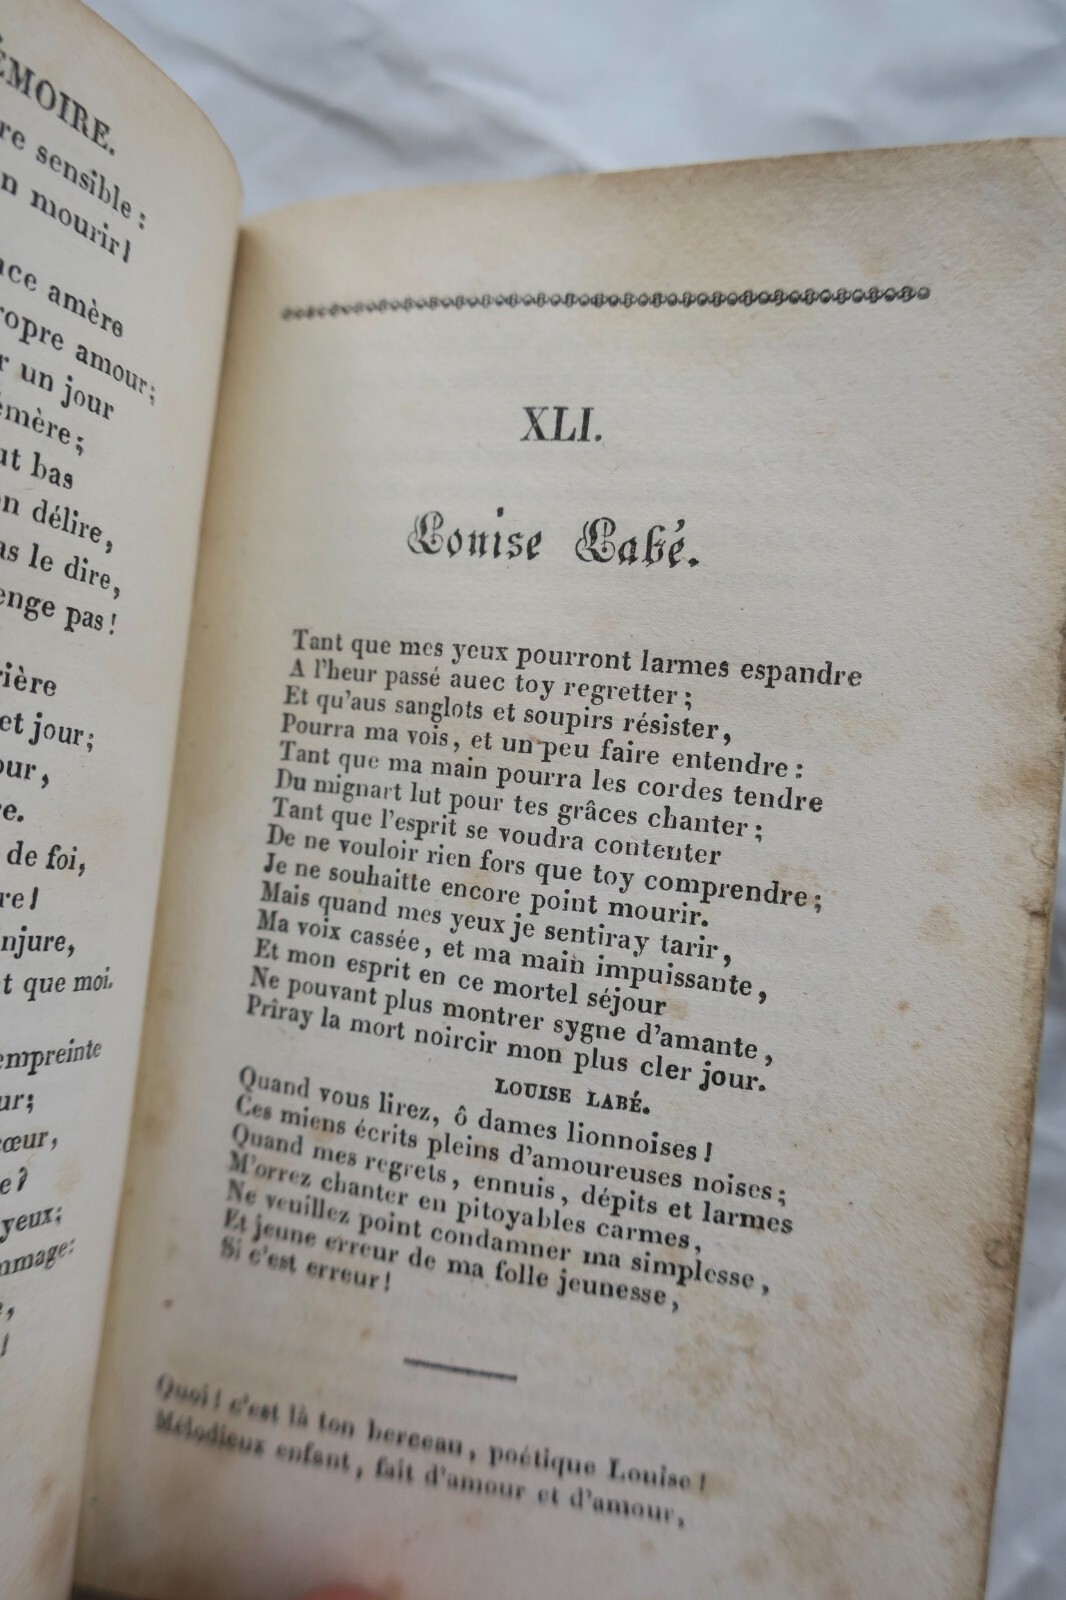 ÉMOIRE.
re sensible :
n mourir!
ace amère
ropre amour;
r un jour
émère;
ut bas
n délire,
as le dire,
enge pas!
rière
et jour;
our,
re.
de foi,
re!
njure,
t que moi.
empreinte
ur;
cœur,
e?
yeux;
mmage:
,
!
XLI.
Louise Labé.
Tant que mes yeux pourront larmes espandre
A l'heur passé auec toy regretter ;
Et qu'aus sanglots et soupirs résister,
Pourra ma vois, et un peu faire entendre :
Tant que ma main pourra les cordes tendre
Du mignart lut pour tes grâces chanter ;
Tant que l'esprit se voudra contenter
De ne vouloir rien fors que toy comprendre ;
Je ne souhaitte encore point mourir.
Mais quand mes yeux je sentiray tarir,
Ma voix cassée, et ma main impuissante,
Et mon esprit en ce mortel séjour
Ne pouvant plus montrer sygne d'amante,
Prîray la mort noircir mon plus cler jour.
LOUISE LABÉ.
Quand vous lirez, ô dames lionnoises !
Ces miens écrits pleins d'amoureuses noises ;
Quand mes regrets, ennuis, dépits et larmes
M'orrez chanter en pitoyables carmes,
Ne veuillez point condamner ma simplesse,
Et jeune erreur de ma folle jeunesse,
Si c'est erreur!
Quoi! c'est là ton berceau, poétique Louise!
Mélodieux enfant, fait d'amour et d'amour,